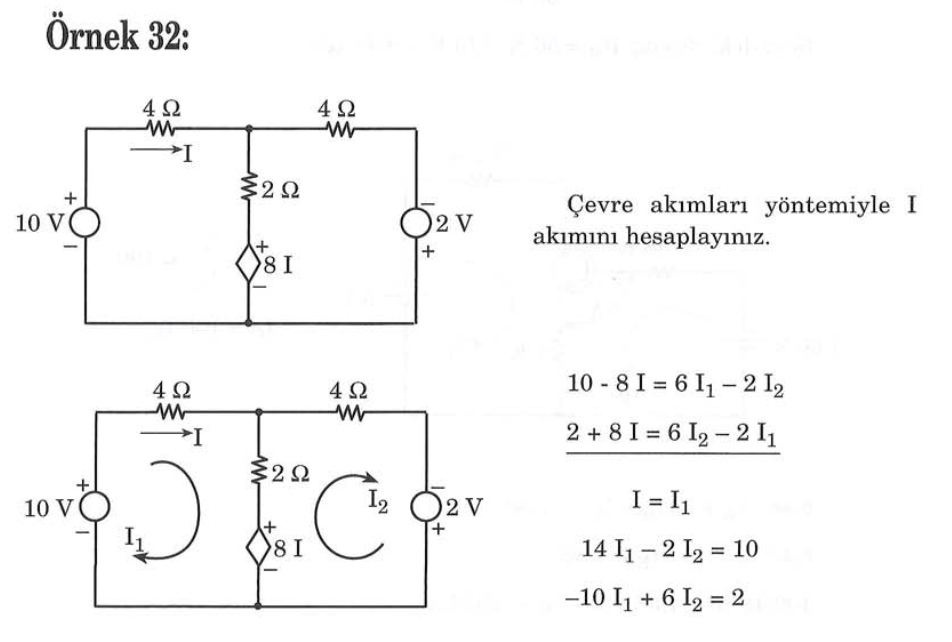 Örnek 32:
4 Ω
4 Ω
I
2 Ω
+
10 V
−
+
8 I
−
−
2 V
+
Çevre akımları yöntemiyle I
akımını hesaplayınız.
4 Ω
4 Ω
I
2 Ω
+
10 V
−
I₁
+
8 I
−
I₂
−
2 V
+
10 - 8 I = 6 I₁ – 2 I₂
2 + 8 I = 6 I₂ – 2 I₁
I = I₁
14 I₁ – 2 I₂ = 10
–10 I₁ + 6 I₂ = 2